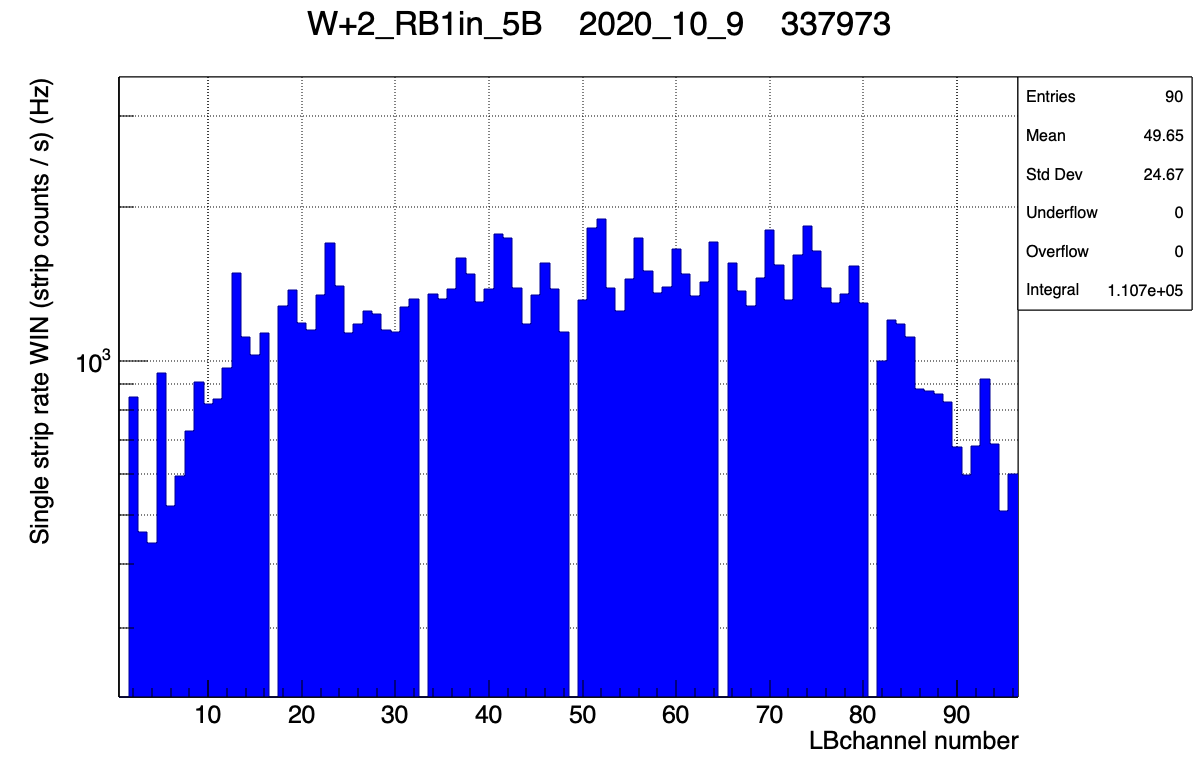 W+2_RB1in_5B 2020_10_9 337973
Single strip rate WIN (strip counts / s) (Hz)
10³
Entries 90
Mean 49.65
Std Dev 24.67
Underflow 0
Overflow 0
Integral 1.107e+05
10 20 30 40 50 60 70 80 90
LBchannel number